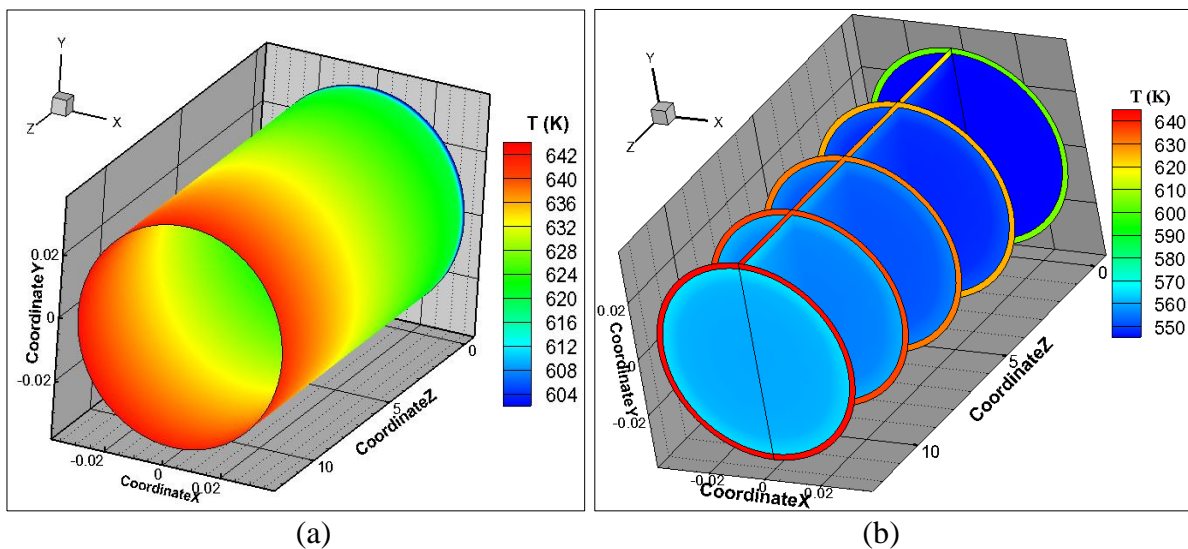 Y
X
Z
T (K)
642
640
636
632
628
624
620
616
612
608
604
0.02
0
-0.02
CoordinateY
-0.02
0
0.02
CoordinateX
0
5
10
CoordinateZ
(a)
Y
X
Z
T (K)
640
630
620
610
600
590
580
570
560
550
0.02
0
-0.02
CoordinateY
-0.02
0
0.02
CoordinateX
0
5
10
CoordinateZ
(b)